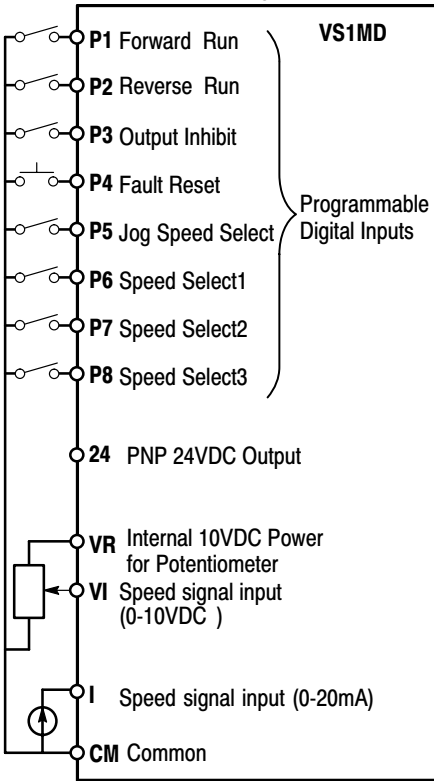 VS1MD
P1 Forward Run
P2 Reverse Run
P3 Output Inhibit
P4 Fault Reset
P5 Jog Speed Select
P6 Speed Select1
P7 Speed Select2
P8 Speed Select3
Programmable
Digital Inputs
24 PNP 24VDC Output
VR Internal 10VDC Power
for Potentiometer
VI Speed signal input
(0-10VDC )
I Speed signal input (0-20mA)
CM Common